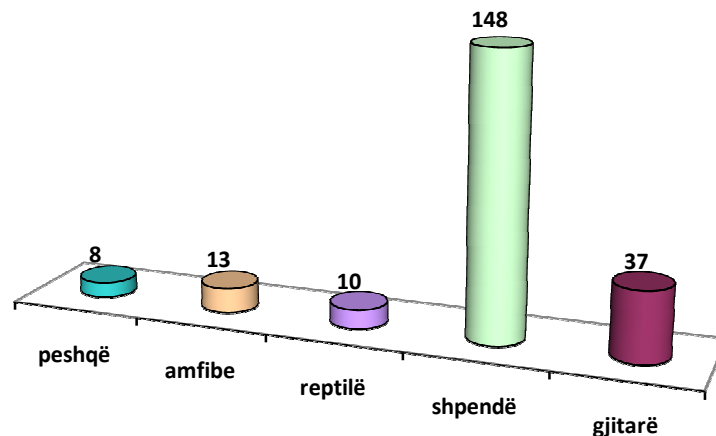 148
8
13
10
37
peshqë
amfibe
reptilë
shpendë
gjitarë